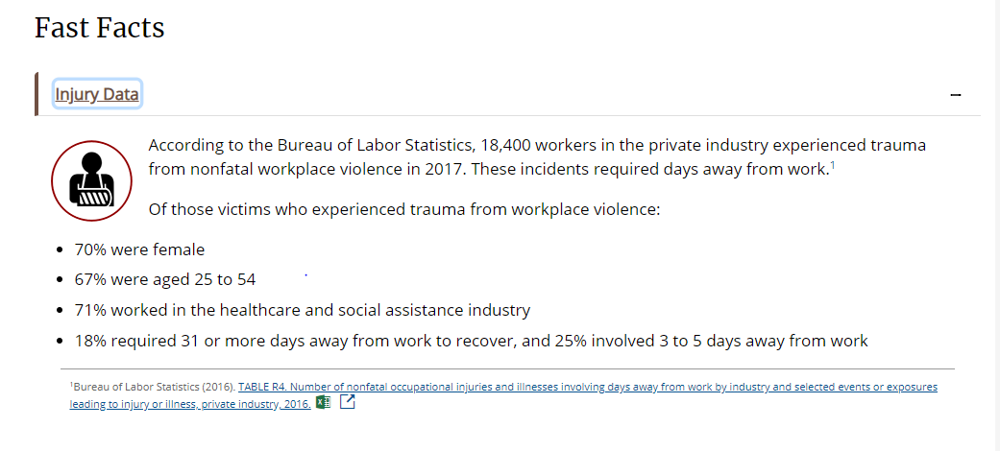 Fast Facts
Injury Data
According to the Bureau of Labor Statistics, 18,400 workers in the private industry experienced trauma
from nonfatal workplace violence in 2017. These incidents required days away from work.1
Of those victims who experienced trauma from workplace violence:
• 70% were female
• 67% were aged 25 to 54
• 71% worked in the healthcare and social assistance industry
• 18% required 31 or more days away from work to recover, and 25% involved 3 to 5 days away from work
1Bureau of Labor Statistics (2016). TABLE R4. Number of nonfatal occupational injuries and illnesses involving days away from work by industry and selected events or exposures
leading to injury or illness, private industry, 2016.